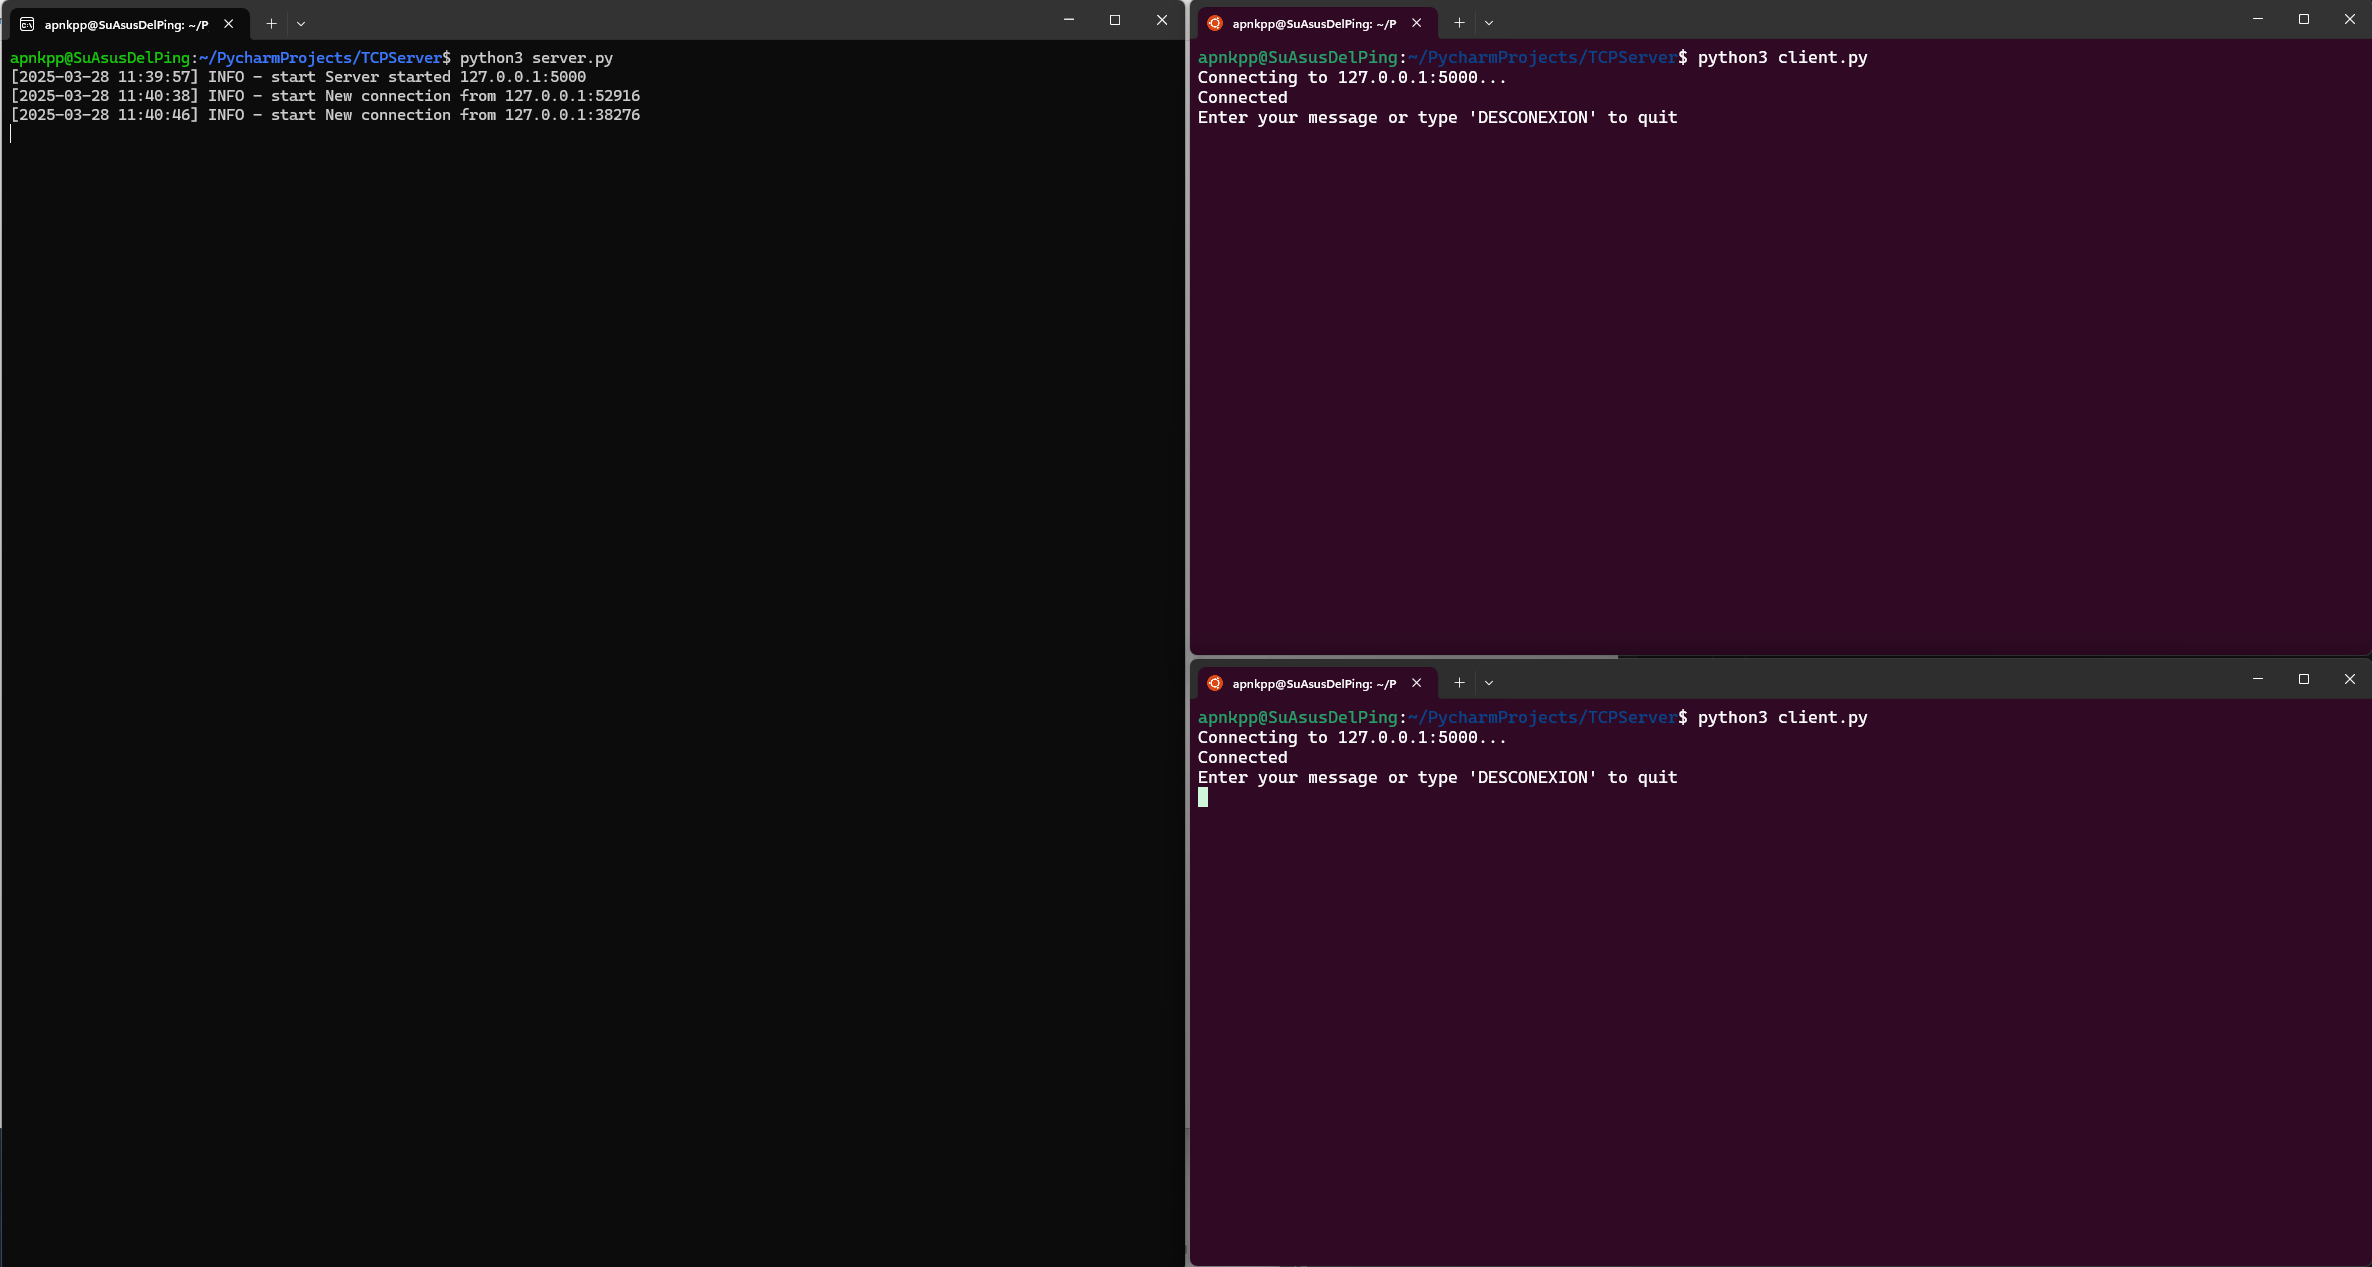 apnkpp@SuAsusDelPing: ~/P
apnkpp@SuAsusDelPing:~/PycharmProjects/TCPServer$ python3 server.py
[2025-03-28 11:39:57] INFO - start Server started 127.0.0.1:5000
[2025-03-28 11:40:38] INFO - start New connection from 127.0.0.1:52916
[2025-03-28 11:40:46] INFO - start New connection from 127.0.0.1:38276
apnkpp@SuAsusDelPing: ~/P
apnkpp@SuAsusDelPing:~/PycharmProjects/TCPServer$ python3 client.py
Connecting to 127.0.0.1:5000...
Connected
Enter your message or type 'DESCONEXION' to quit
apnkpp@SuAsusDelPing: ~/P
apnkpp@SuAsusDelPing:~/PycharmProjects/TCPServer$ python3 client.py
Connecting to 127.0.0.1:5000...
Connected
Enter your message or type 'DESCONEXION' to quit